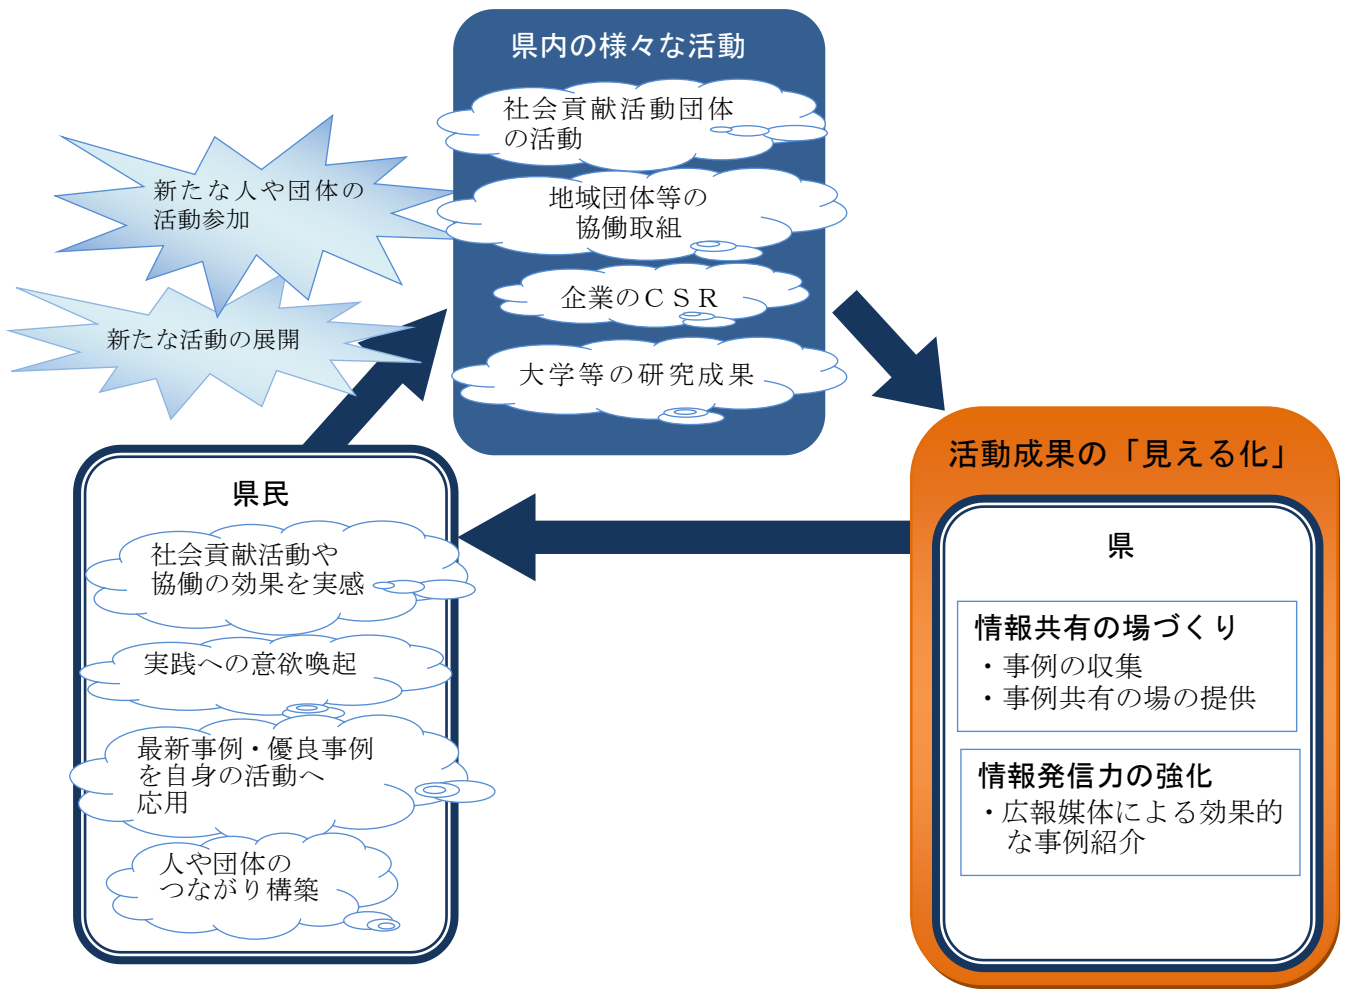 県内の様々な活動
社会貢献活動団体
の活動
地域団体等の
協働取組
企業のＣＳＲ
大学等の研究成果
新たな人や団体の
活動参加
新たな活動の展開
活動成果の「見える化」
県
情報共有の場づくり
・事例の収集
・事例共有の場の提供
情報発信力の強化
・広報媒体による効果的
な事例紹介
県民
社会貢献活動や
協働の効果を実感
実践への意欲喚起
最新事例・優良事例
を自身の活動へ
応用
人や団体の
つながり構築